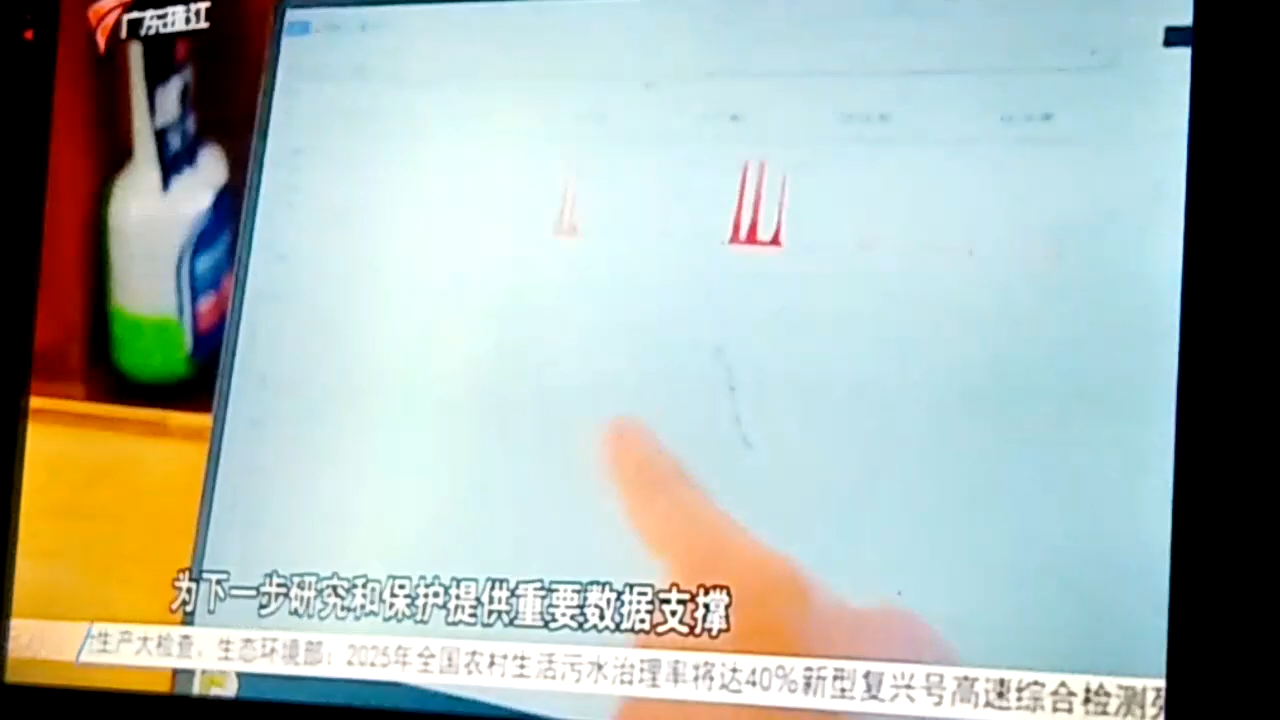 广东珠江
为下一步研究和保护提供重要数据支撑
生产大检查。生态环境部：2025年全国农村生活污水治理率将达40%新型复兴号高速综合检测列